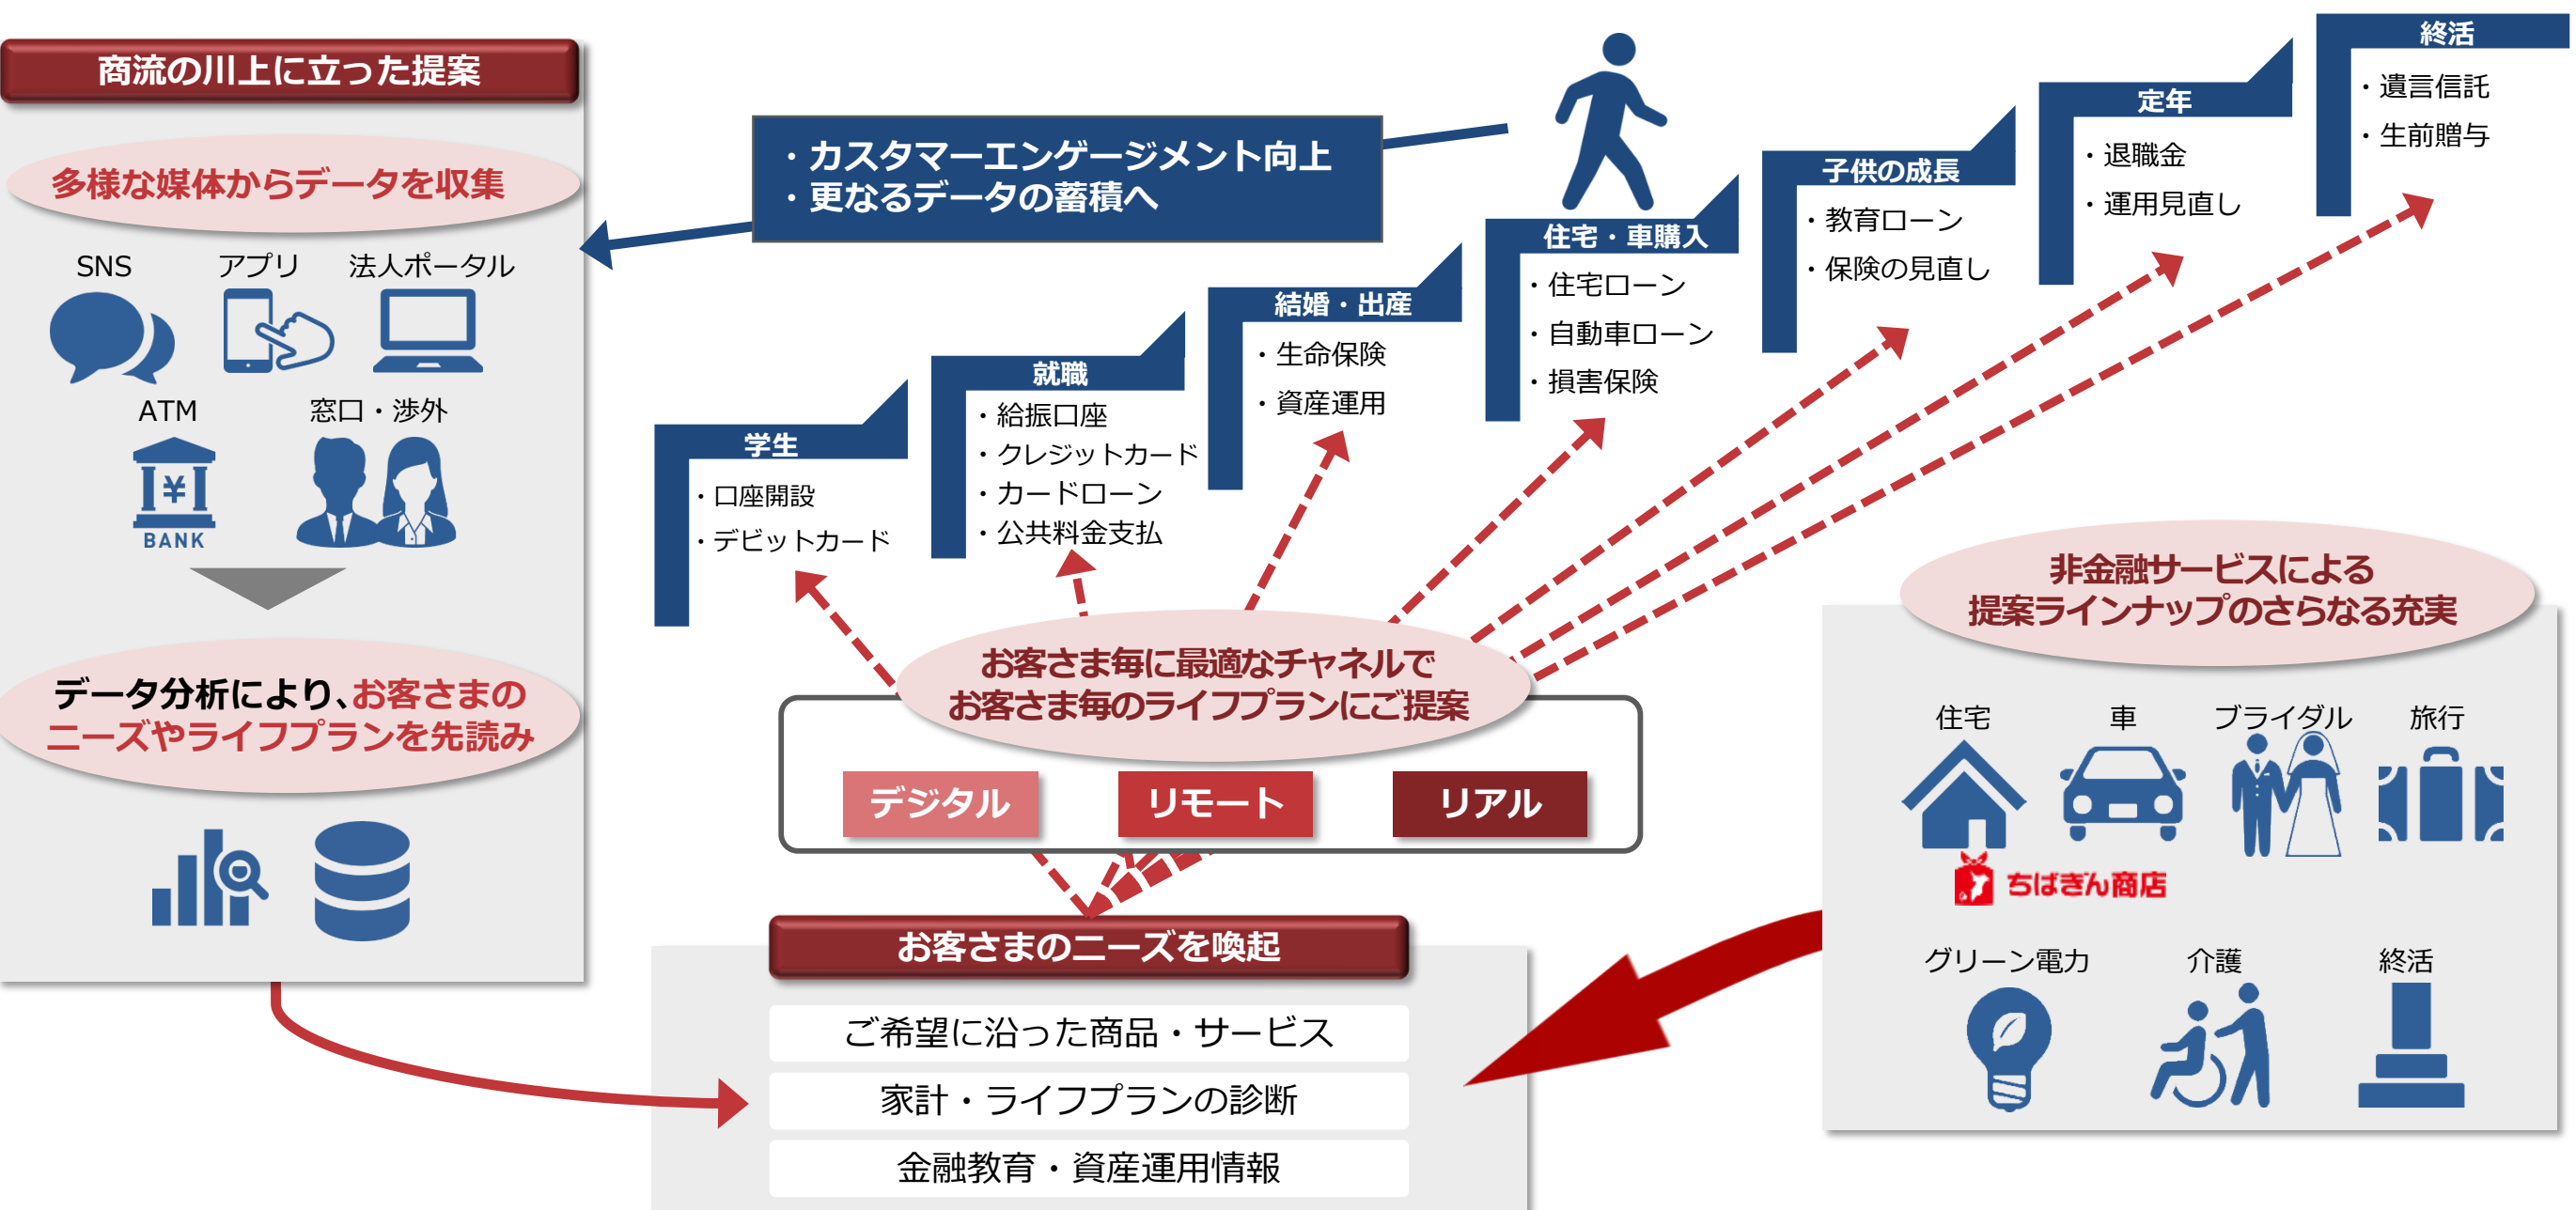 商流の川上に立った提案
多様な媒体からデータを収集
SNS
アプリ
法人ポータル
ATM
窓口・渉外
BANK
データ分析により、お客さまの
ニーズやライフプランを先読み
・カスタマーエンゲージメント向上
・更なるデータの蓄積へ
学生
・口座開設
・デビットカード
就職
・給振口座
・クレジットカード
・カードローン
・公共料金支払
結婚・出産
・生命保険
・資産運用
住宅・車購入
・住宅ローン
・自動車ローン
・損害保険
子供の成長
・教育ローン
・保険の見直し
定年
・退職金
・運用見直し
終活
・遺言信託
・生前贈与
お客さま毎に最適なチャネルで
お客さま毎のライフプランにご提案
デジタル
リモート
リアル
お客さまのニーズを喚起
ご希望に沿った商品・サービス
家計・ライフプランの診断
金融教育・資産運用情報
非金融サービスによる
提案ラインナップのさらなる充実
住宅
車
ブライダル
旅行
ちばぎん商店
グリーン電力
介護
終活